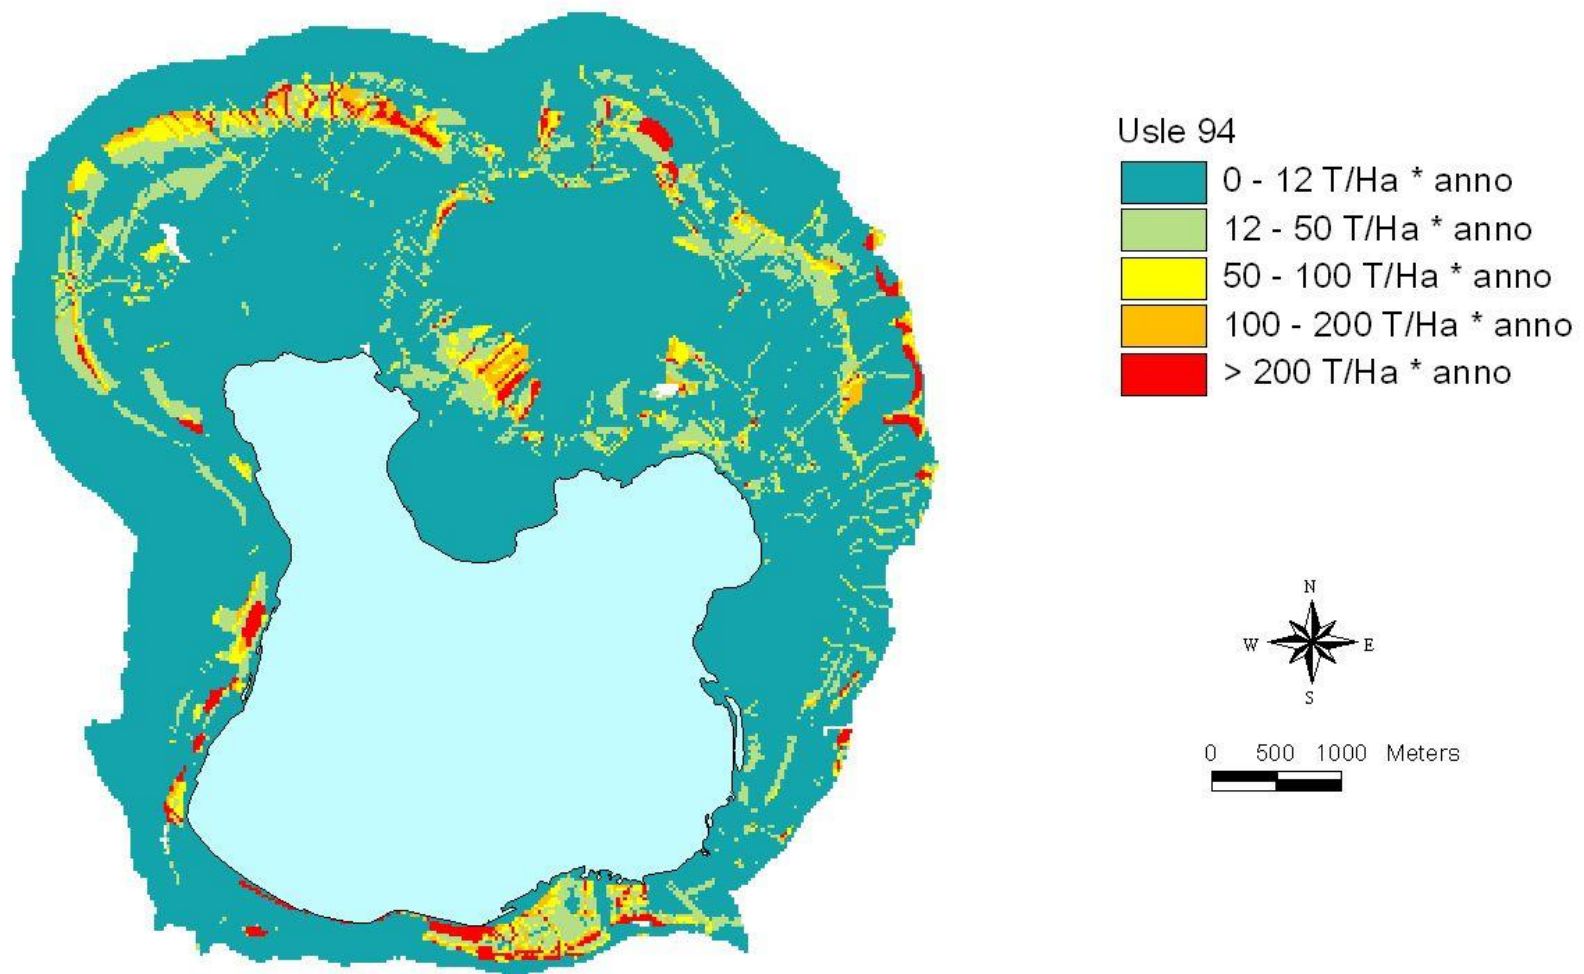 Usle 94
0 - 12 T/Ha * anno
12 - 50 T/Ha * anno
50 - 100 T/Ha * anno
100 - 200 T/Ha * anno
> 200 T/Ha * anno
N
W E
S
0 500 1000 Meters